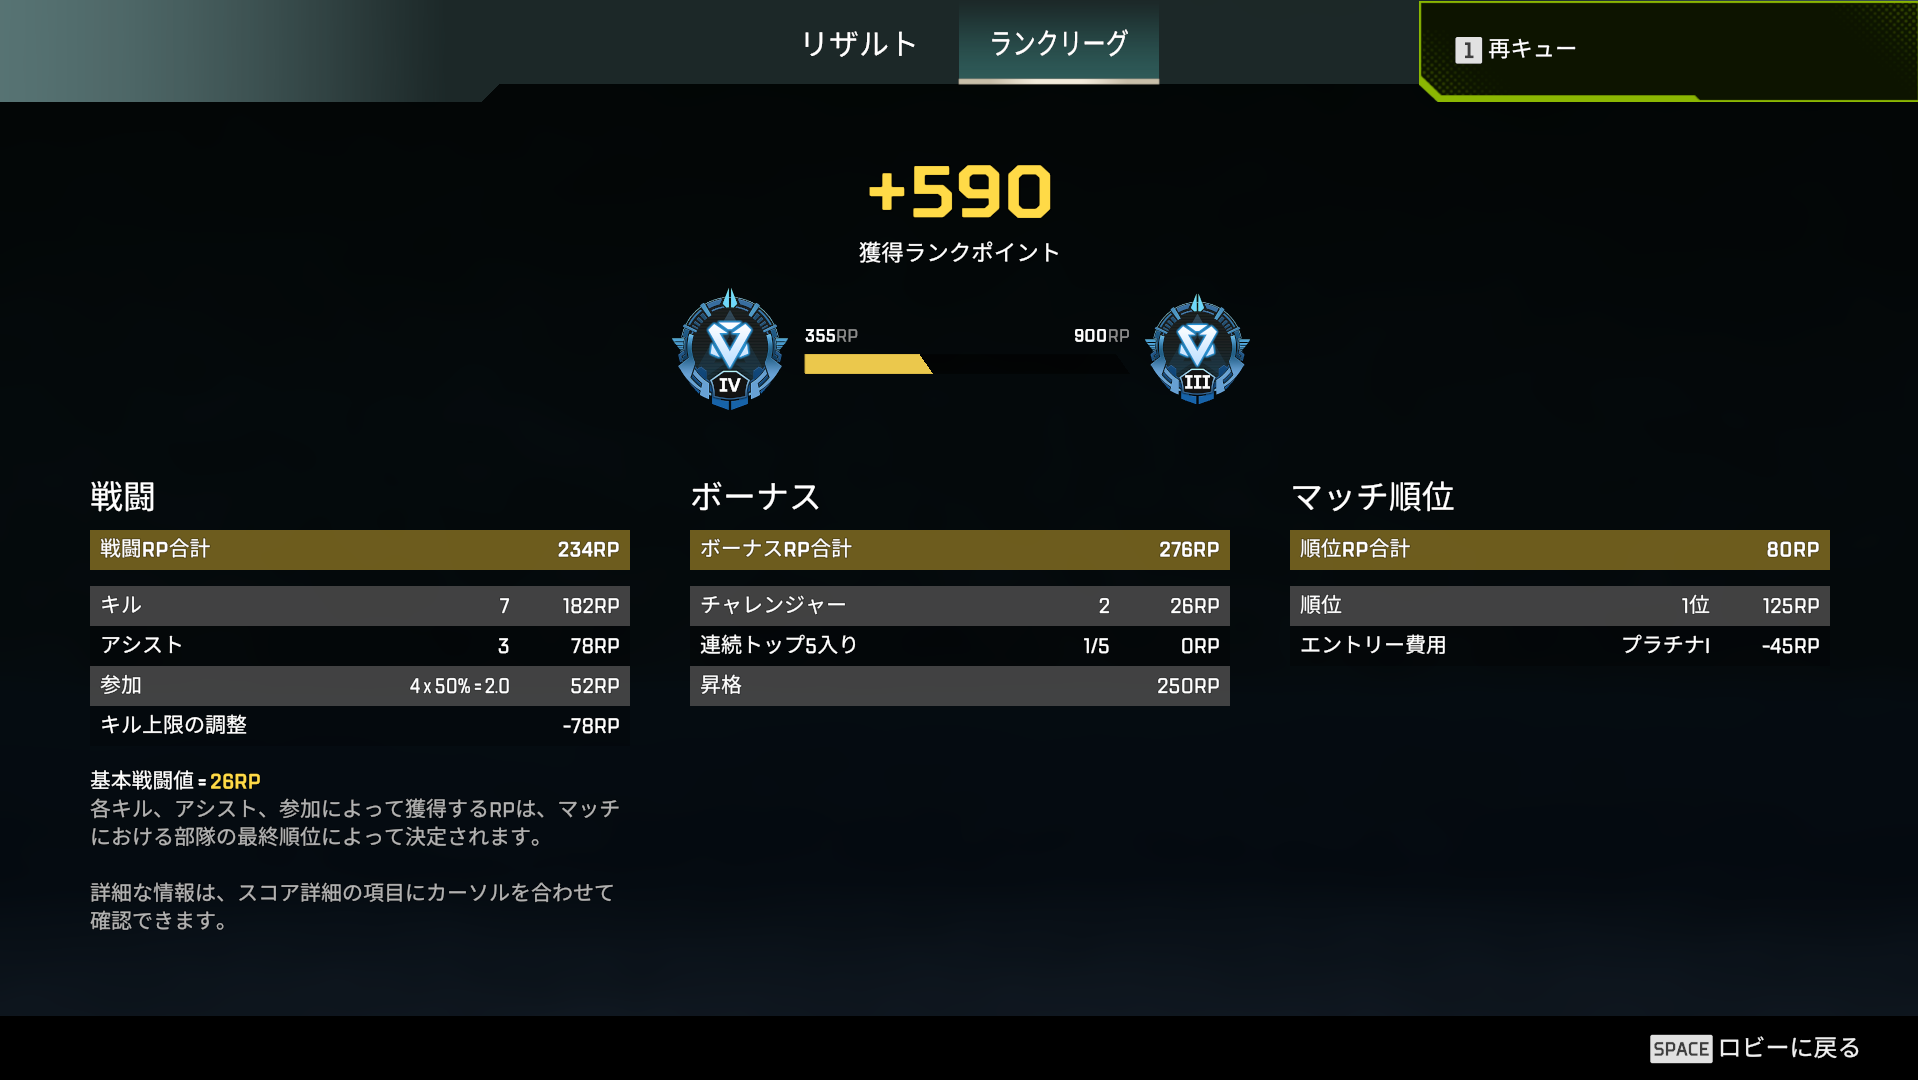 リザルト
ランクリーグ
1 再キュー
+590
獲得ランクポイント
355RP
900RP
IV
III
戦闘
戦闘RP合計 234RP
キル 7 182RP
アシスト 3 78RP
参加 4 x 50% = 2.0 52RP
キル上限の調整 -78RP
基本戦闘値 = 26RP
各キル、アシスト、参加によって獲得するRPは、マッチ
における部隊の最終順位によって決定されます。
詳細な情報は、スコア詳細の項目にカーソルを合わせて
確認できます。
ボーナス
ボーナスRP合計 276RP
チャレンジャー 2 26RP
連続トップ5入り 1/5 0RP
昇格 250RP
マッチ順位
順位RP合計 80RP
順位 1位 125RP
エントリー費用 プラチナI -45RP
SPACE ロビーに戻る